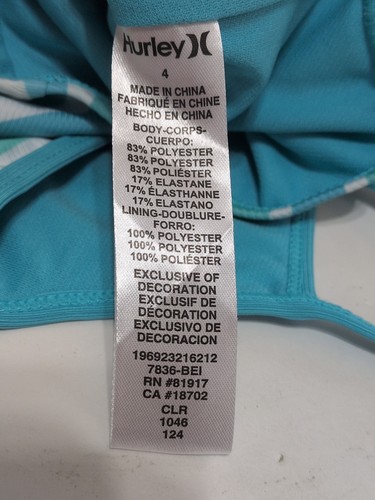 Hurley
4
MADE IN CHINA
FABRIQUÉ EN CHINE
HECHO EN CHINA
BODY-CORPS-
CUERPO:
83% POLYESTER
83% POLYESTER
83% POLIÉSTER
17% ELASTANE
17% ÉLASTHANNE
17% ELASTANO
LINING-DOUBLURE-
FORRO:
100% POLYESTER
100% POLYESTER
100% POLIÉSTER
EXCLUSIVE OF
DECORATION
EXCLUSIF DE
DÉCORATION
EXCLUSIVO DE
DECORACION
196923216212
7836-BEI
RN #81917
CA #18702
CLR
1046
124